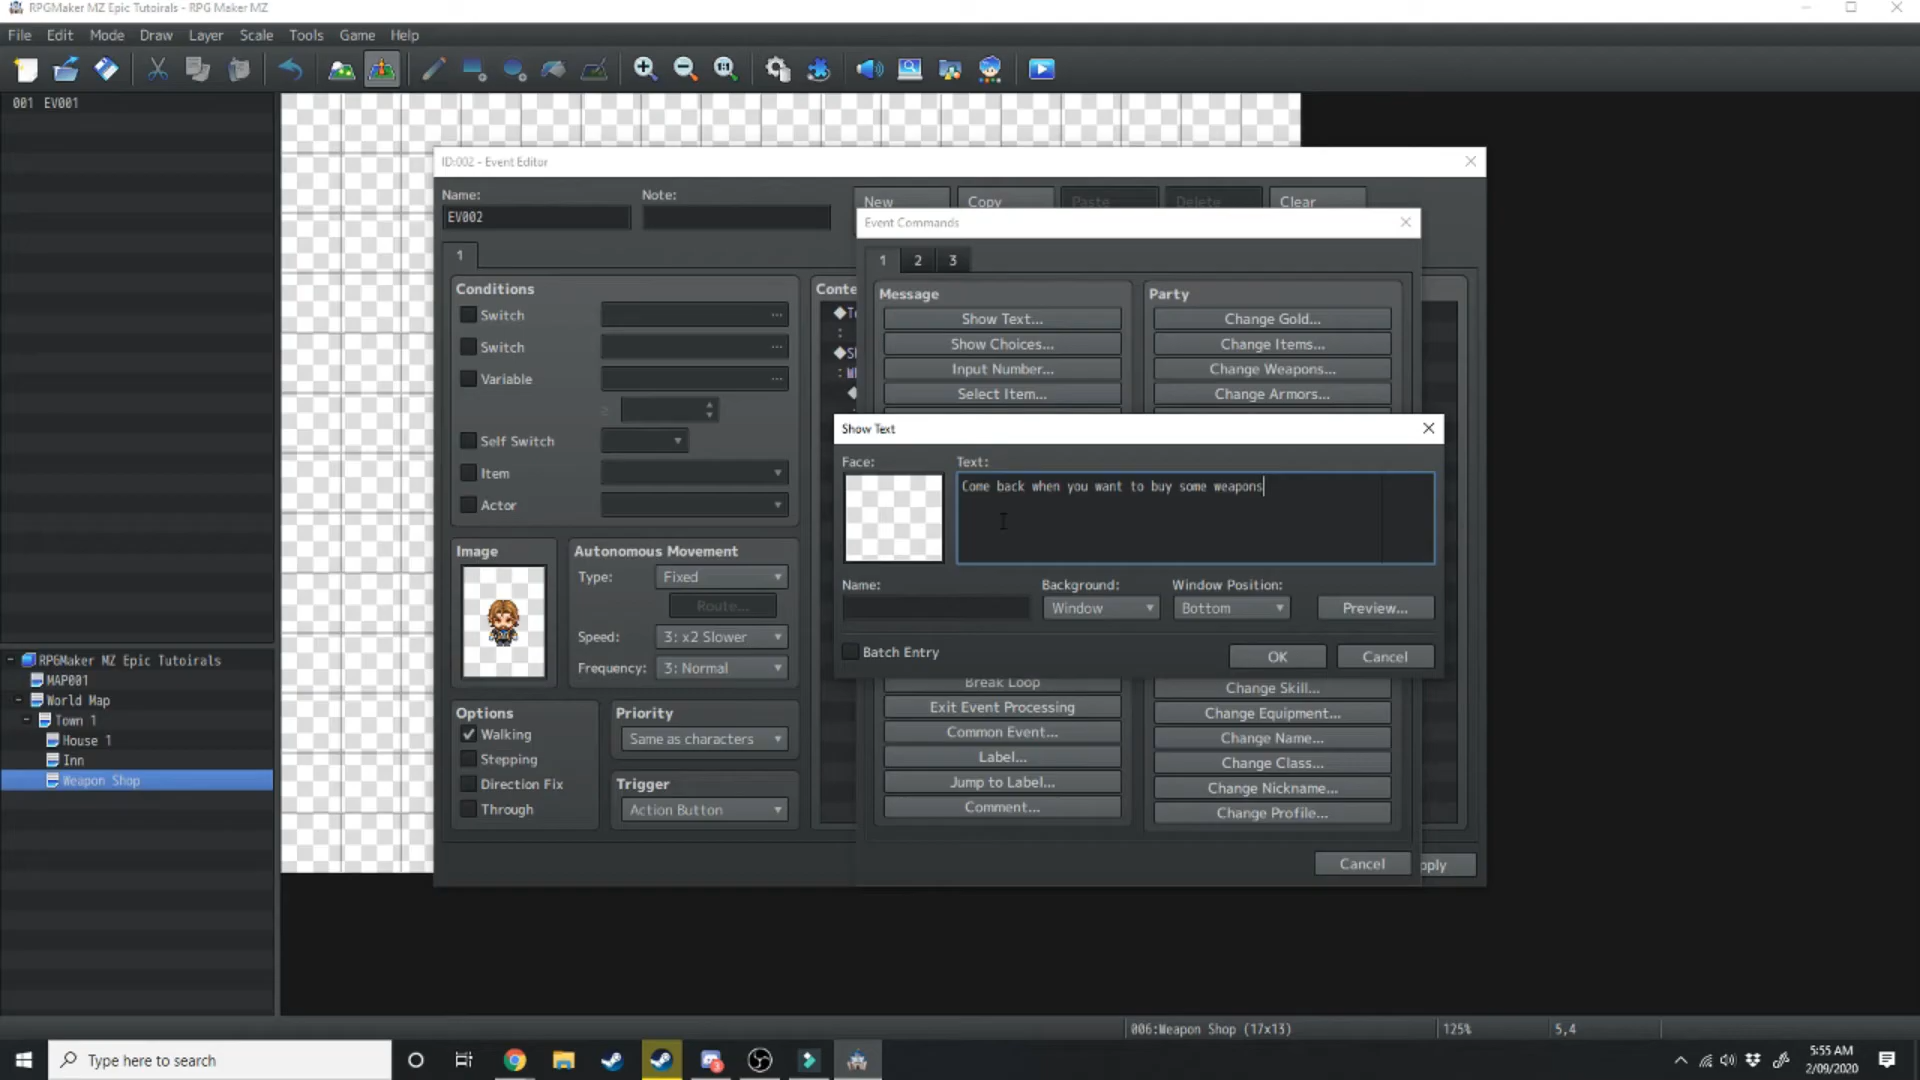 RPGMaker MZ Epic Tutoirals - RPG Maker MZ
File Edit Mode Draw Layer Scale Tools Game Help
001 EV001
ID:002 - Event Editor
Name:
Note:
EV002
New
Copy
Paste
Delete
Clear
Event Commands
1
1 2 3
Conditions
Switch
Switch
Variable
≥
Self Switch
Item
Actor
Conte
Message
Show Text...
Show Choices...
Input Number...
Select Item...
Party
Change Gold...
Change Items...
Change Weapons...
Change Armors...
Show Text
Face:
Text:
Come back when you want to buy some weapons
Name:
Background:
Window Position:
Window
Bottom
Preview...
Batch Entry
OK
Cancel
Image
Autonomous Movement
Type:
Fixed
Route...
Speed:
3: x2 Slower
Frequency:
3: Normal
Options
Walking
Stepping
Direction Fix
Through
Priority
Same as characters
Trigger
Action Button
Break Loop
Exit Event Processing
Common Event...
Label...
Jump to Label...
Comment...
Change Skill...
Change Equipment...
Change Name...
Change Class...
Change Nickname...
Change Profile...
Cancel
pply
RPGMaker MZ Epic Tutoirals
MAP001
World Map
Town 1
House 1
Inn
Weapon Shop
006:Weapon Shop (17x13)
125%
5,4
Type here to search
5:55 AM
2/09/2020